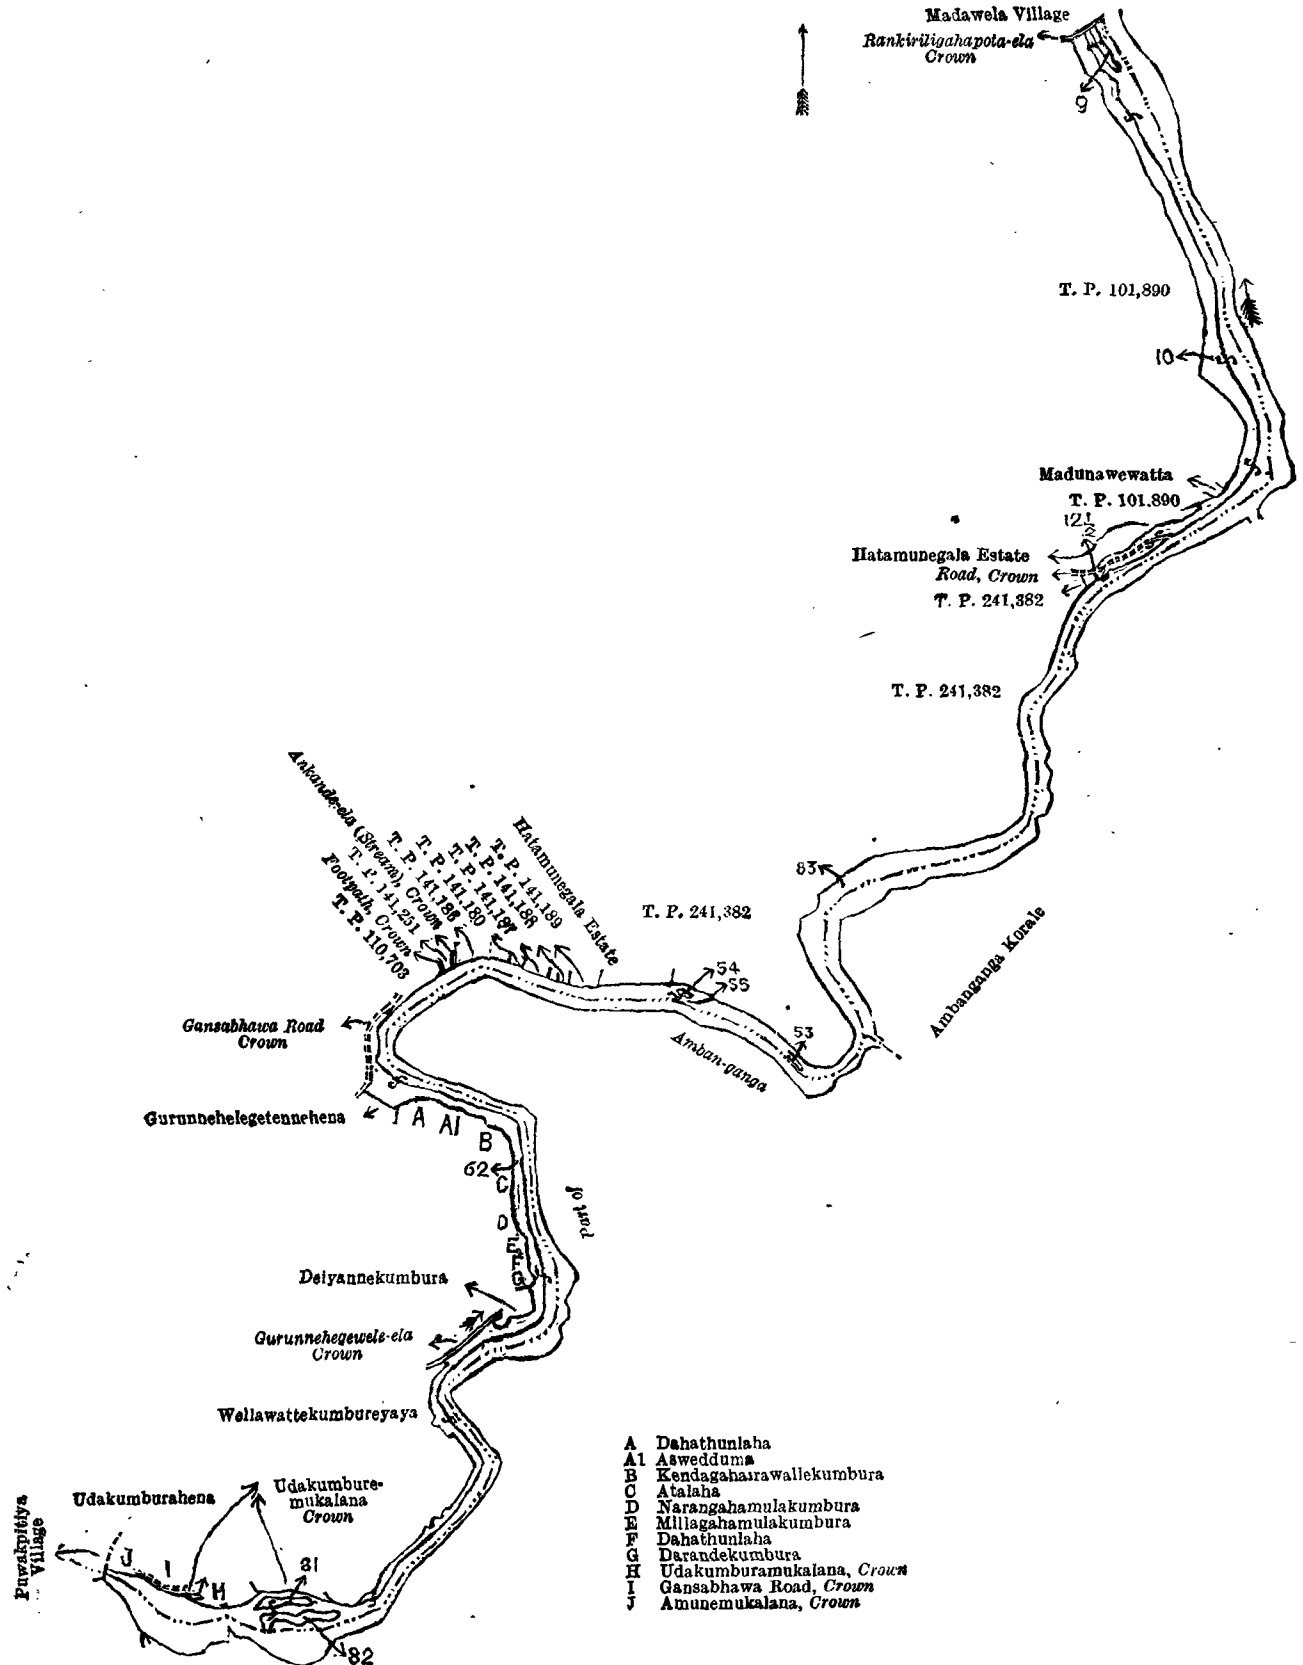 Madawela Village
Rankiriligahapota-ela
Crown
9
T. P. 101,890
10
Madunawewatta
T. P. 101.890
12½
Hatamunegala Estate
Road, Crown
T. P. 241,382
T. P. 241,382
Ankande-ela (Stream), Crown
T. P. 141,180
T. P. 141,187
T. P. 141,188
T. P. 141,189
Hatamunegala Estate
T. P. 141,251
Footpath, Crown
T. P. 110,703
83
T. P. 241,382
54
55
53
Ambanganga Korale
Amban-ganga
Gansabhawa Road
Crown
Gurunnehelegetennehena
A
A1
B
62
C
D
E
F
G
Part of
Deiyannekumbura
Gurunnehegewele-ela
Crown
Wellawattekumbureyaya
Udakumburahena
Udakumbure-
mukalana
Crown
Puwakpitiya
Village
J
I
H
81
82
A Dahathunlaha
A1 Aswedduma
B Kendagahairawallekumbura
C Atalaha
D Narangahamulakumbura
E Millagahamulakumbura
F Dahathunlaha
G Darandekumbura
H Udakumburamukalana, Crown
I Gansabhawa Road, Crown
J Amunemukalana, Crown